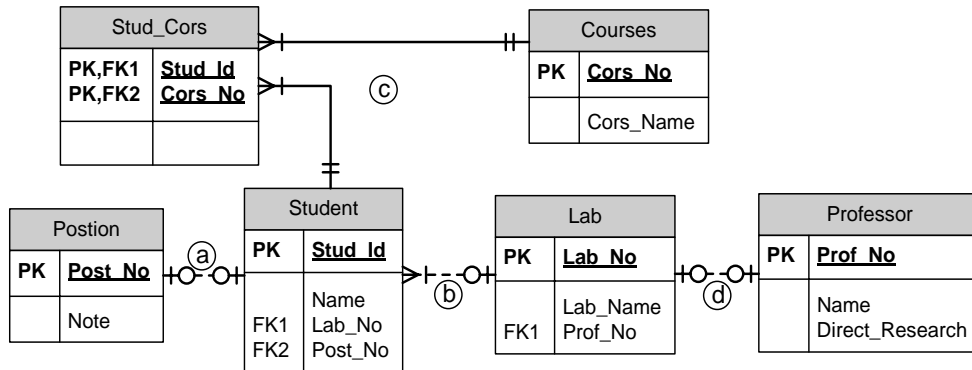 Stud_Cors
PK,FK1 Stud_Id
PK,FK2 Cors_No
Courses
PK Cors_No
Cors_Name
c
Postion
PK Post_No
Note
a
Student
PK Stud_Id
Name
FK1 Lab_No
FK2 Post_No
b
Lab
PK Lab_No
Lab_Name
FK1 Prof_No
d
Professor
PK Prof_No
Name
Direct_Research